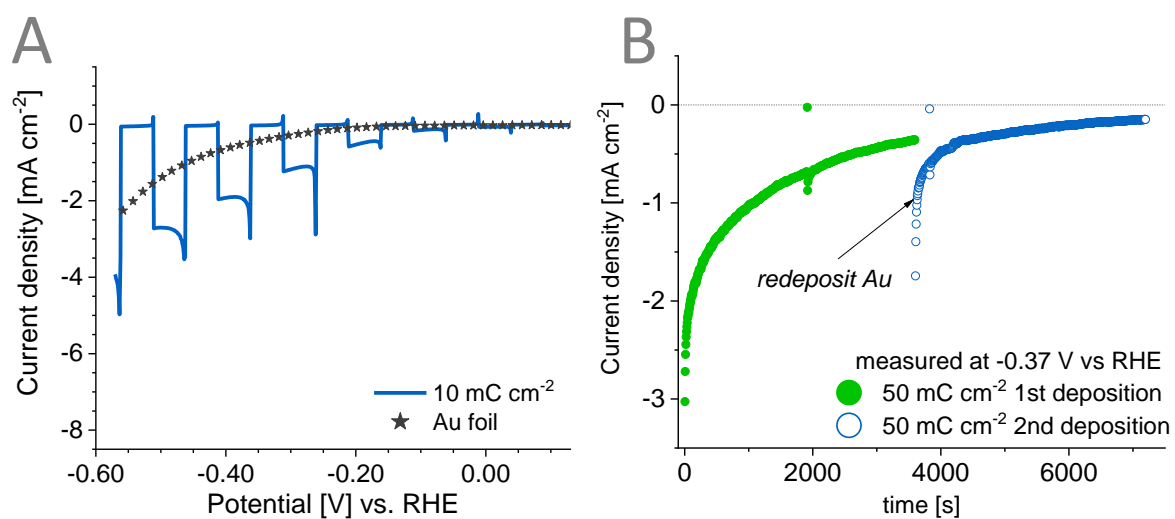 A
Current density [mA cm⁻²]
0
-2
-4
-6
-8
10 mC cm⁻²
Au foil
-0.60
-0.40
-0.20
0.00
Potential [V] vs. RHE
B
Current density [mA cm⁻²]
0
-1
-2
-3
redeposit Au
measured at -0.37 V vs RHE
50 mC cm⁻² 1st deposition
50 mC cm⁻² 2nd deposition
0
2000
4000
6000
time [s]